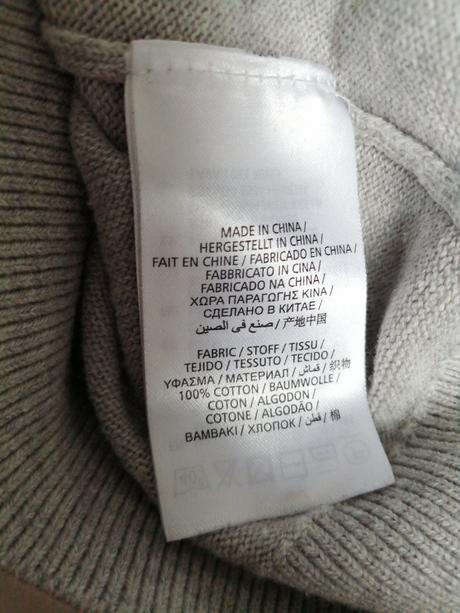 MADE IN CHINA /
HERGESTELLT IN CHINA /
FAIT EN CHINE / FABRICADO EN CHINA /
FABBRICATO IN CINA /
FABRICADO NA CHINA /
ΧΩΡΑ ΠΑΡΑΓΩΓΗΣ ΚΙΝΑ /
СДЕЛАНО В КИТАЕ /
صنع في الصين / 产地中国
FABRIC / STOFF / TISSU /
TEJIDO / TESSUTO / TECIDO /
ΥΦΑΣΜΑ / МАТЕРИАЛ / قماش / 织物
100% COTTON / BAUMWOLLE /
COTON / ALGODON /
COTONE / ALGODÃO /
ΒΑΜΒΑΚΙ / ХЛОПОК / قطن / 棉